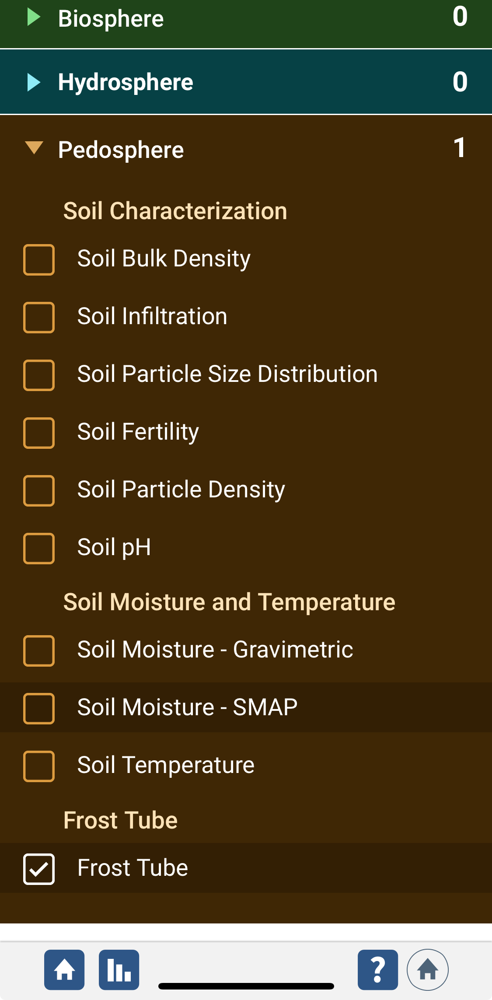 Biosphere 0
Hydrosphere 0
Pedosphere 1
Soil Characterization
Soil Bulk Density
Soil Infiltration
Soil Particle Size Distribution
Soil Fertility
Soil Particle Density
Soil pH
Soil Moisture and Temperature
Soil Moisture - Gravimetric
Soil Moisture - SMAP
Soil Temperature
Frost Tube
Frost Tube
?